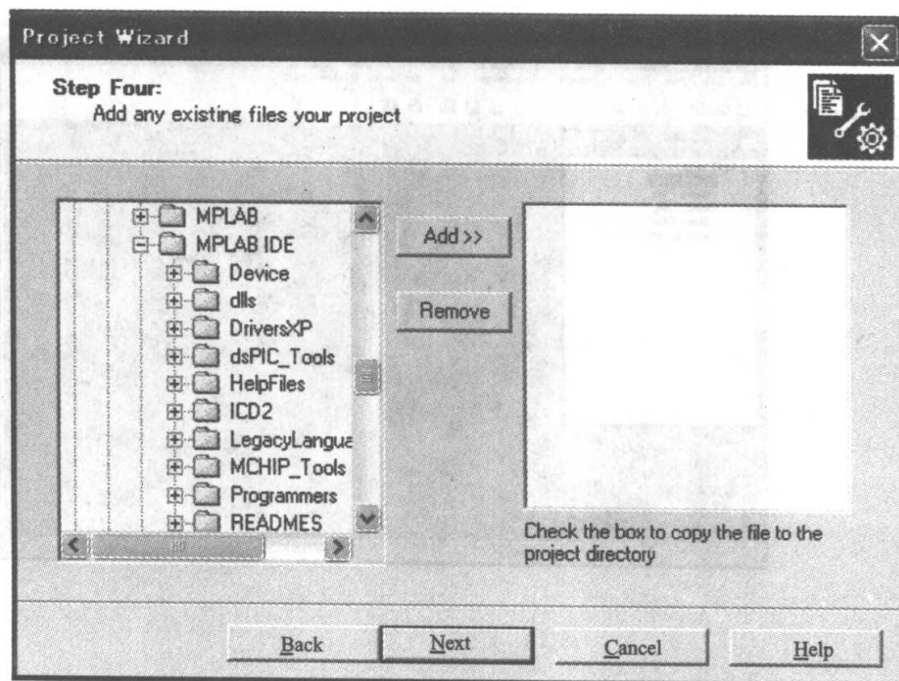 Project Wizard
Step Four:
Add any existing files your project
MPLAB
MPLAB IDE
Device
dlls
DriversXP
dsPIC_Tools
HelpFiles
ICD2
LegacyLangua
MCHIP_Tools
Programmers
READMES
Add >>
Remove
Check the box to copy the file to the
project directory
Back
Next
Cancel
Help